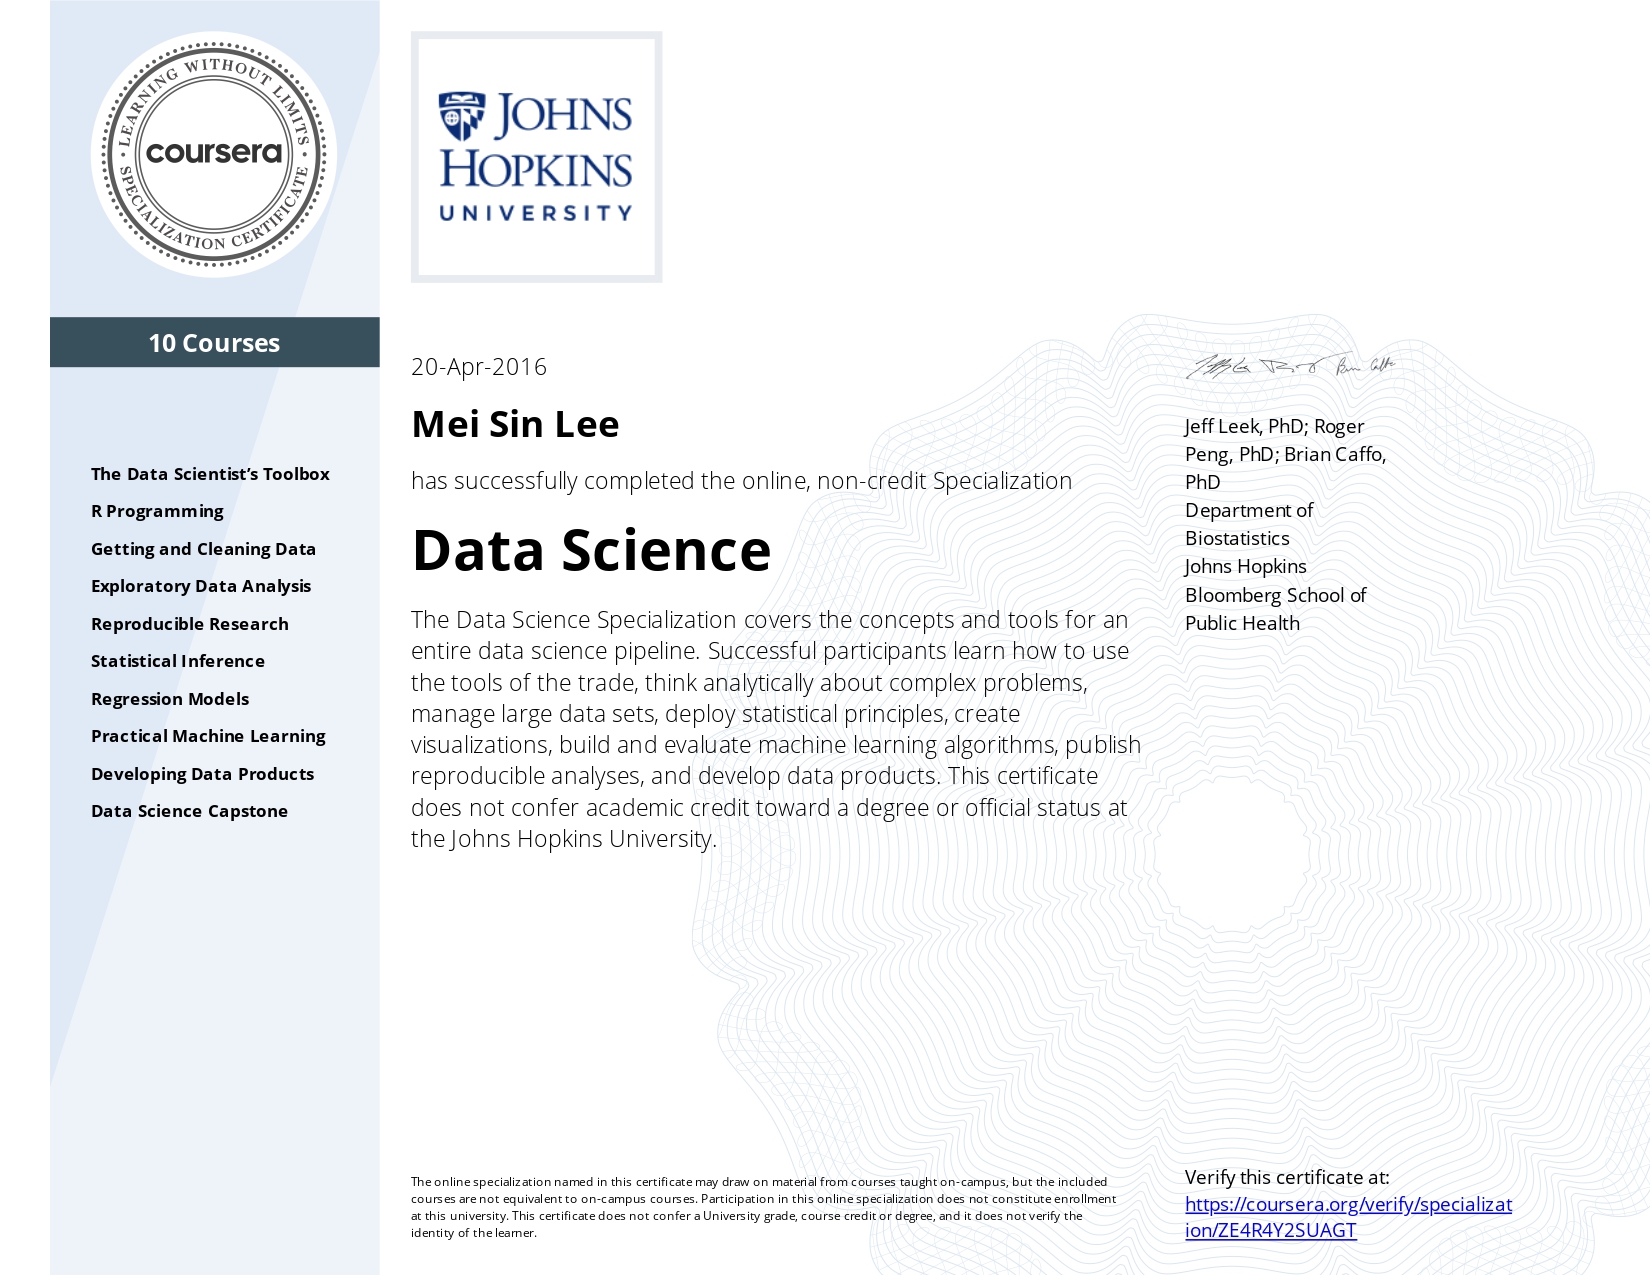 LEARNING WITHOUT LIMITS
coursera
SPECIALIZATION CERTIFICATE
JOHNS
HOPKINS
UNIVERSITY
10 Courses
The Data Scientist’s Toolbox
R Programming
Getting and Cleaning Data
Exploratory Data Analysis
Reproducible Research
Statistical Inference
Regression Models
Practical Machine Learning
Developing Data Products
Data Science Capstone
20-Apr-2016
Mei Sin Lee
has successfully completed the online, non-credit Specialization
Data Science
The Data Science Specialization covers the concepts and tools for an
entire data science pipeline. Successful participants learn how to use
the tools of the trade, think analytically about complex problems,
manage large data sets, deploy statistical principles, create
visualizations, build and evaluate machine learning algorithms, publish
reproducible analyses, and develop data products. This certificate
does not confer academic credit toward a degree or official status at
the Johns Hopkins University.
Jeff Leek, PhD; Roger
Peng, PhD; Brian Caffo,
PhD
Department of
Biostatistics
Johns Hopkins
Bloomberg School of
Public Health
The online specialization named in this certificate may draw on material from courses taught on-campus, but the included
courses are not equivalent to on-campus courses. Participation in this online specialization does not constitute enrollment
at this university. This certificate does not confer a University grade, course credit or degree, and it does not verify the
identity of the learner.
Verify this certificate at:
https://coursera.org/verify/specializat
ion/ZE4R4Y2SUAGT